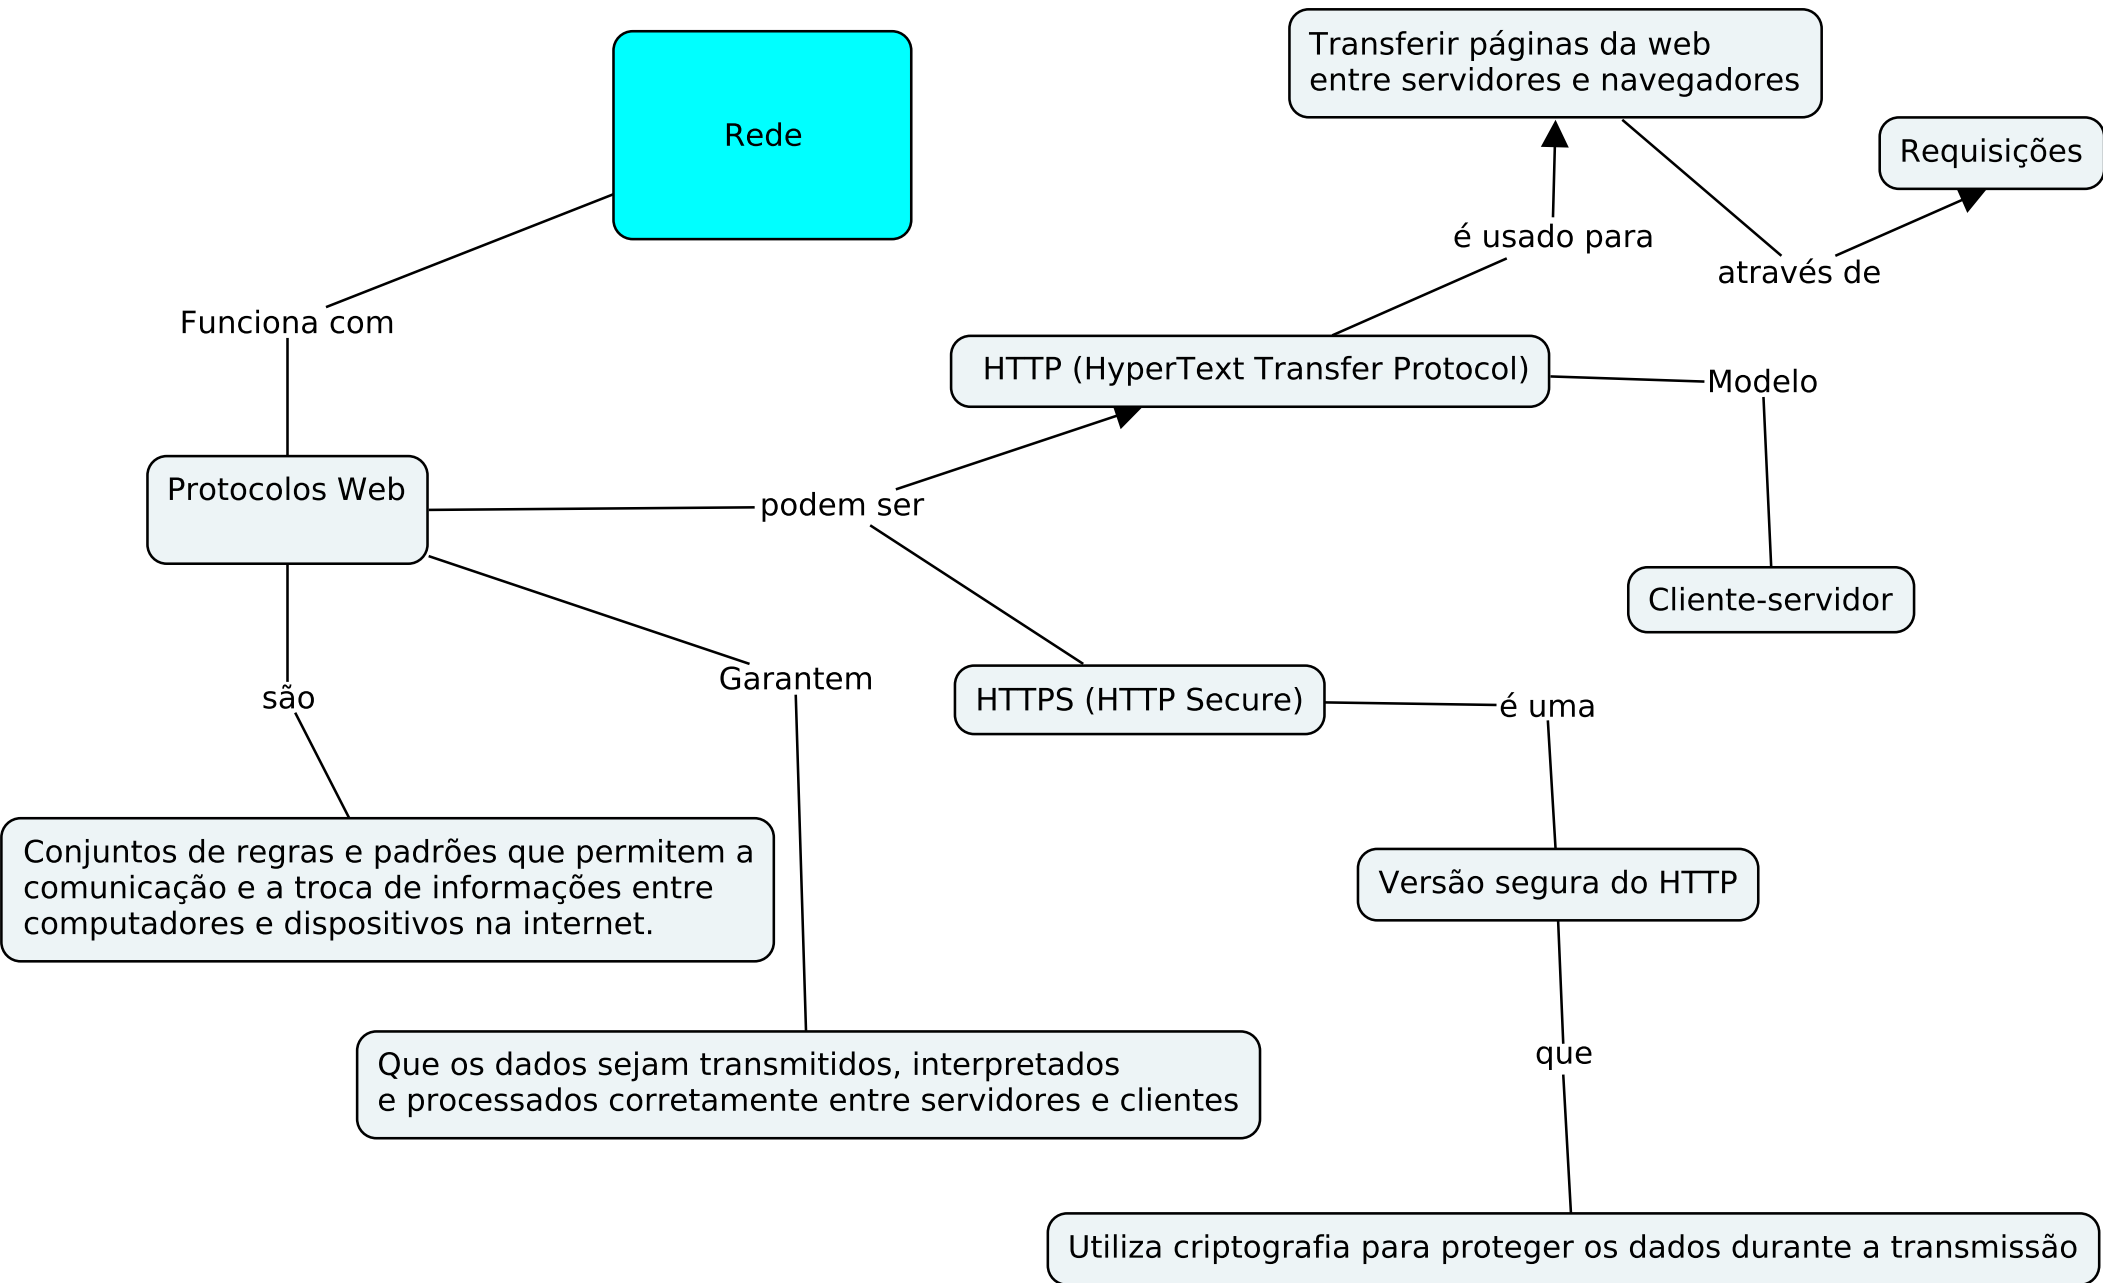 Transferir páginas da web
entre servidores e navegadores
Rede
Requisições
é usado para
através de
Funciona com
HTTP (HyperText Transfer Protocol)
Modelo
Protocolos Web
podem ser
Cliente-servidor
são
Garantem
HTTPS (HTTP Secure)
é uma
Conjuntos de regras e padrões que permitem a
comunicação e a troca de informações entre
computadores e dispositivos na internet.
Versão segura do HTTP
Que os dados sejam transmitidos, interpretados
e processados corretamente entre servidores e clientes
que
Utiliza criptografia para proteger os dados durante a transmissão